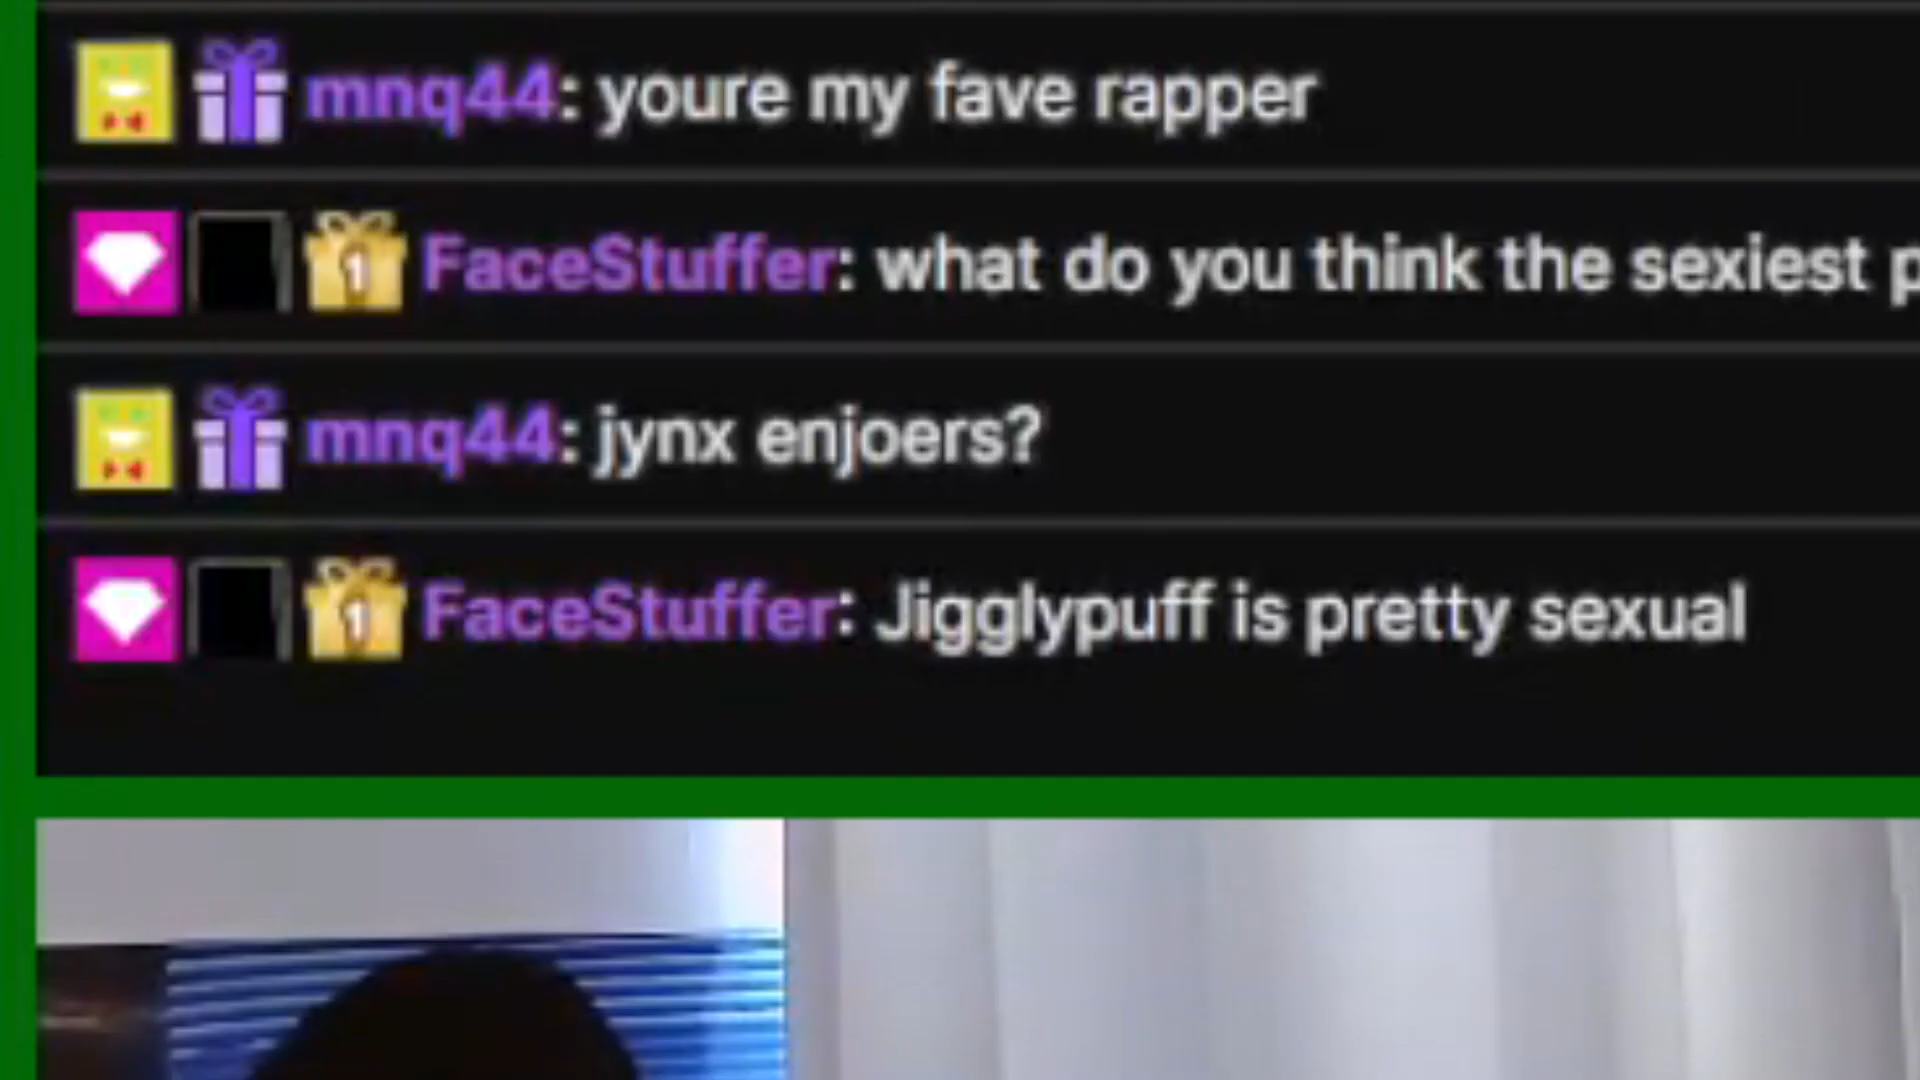 mnq44: youre my fave rapper
FaceStuffer: what do you think the sexiest
mnq44: jynx enjoers?
FaceStuffer: Jigglypuff is pretty sexual